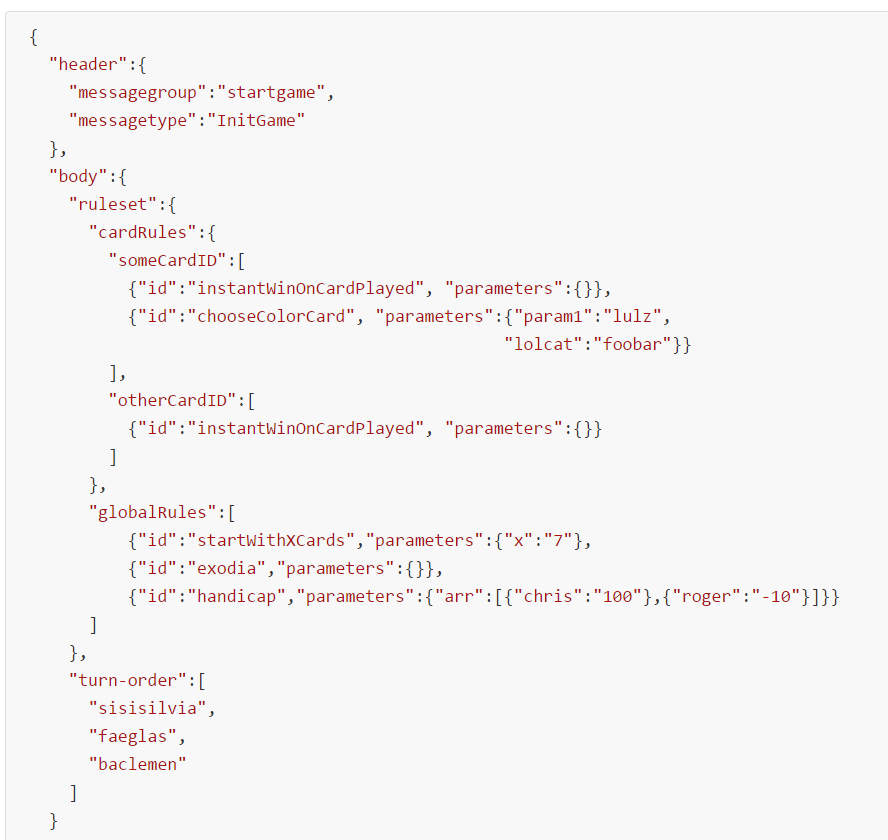 {
  "header":{
    "messagegroup":"startgame",
    "messagetype":"InitGame"
  },
  "body":{
    "ruleset":{
      "cardRules":{
        "someCardID":[
          {"id":"instantWinOnCardPlayed", "parameters":{}},
          {"id":"chooseColorCard", "parameters":{"param1":"lulz",
                                                "lolcat":"foobar"}}
        ],
        "otherCardID":[
          {"id":"instantWinOnCardPlayed", "parameters":{}}
        ]
      },
      "globalRules":[
          {"id":"startWithXCards","parameters":{"x":"7"},
          {"id":"exodia","parameters":{}},
          {"id":"handicap","parameters":{"arr":[{"chris":"100"},{"roger":"-10"}]}}
      ]
    },
    "turn-order":[
      "sisisilvia",
      "faeglas",
      "baclemen"
    ]
  }